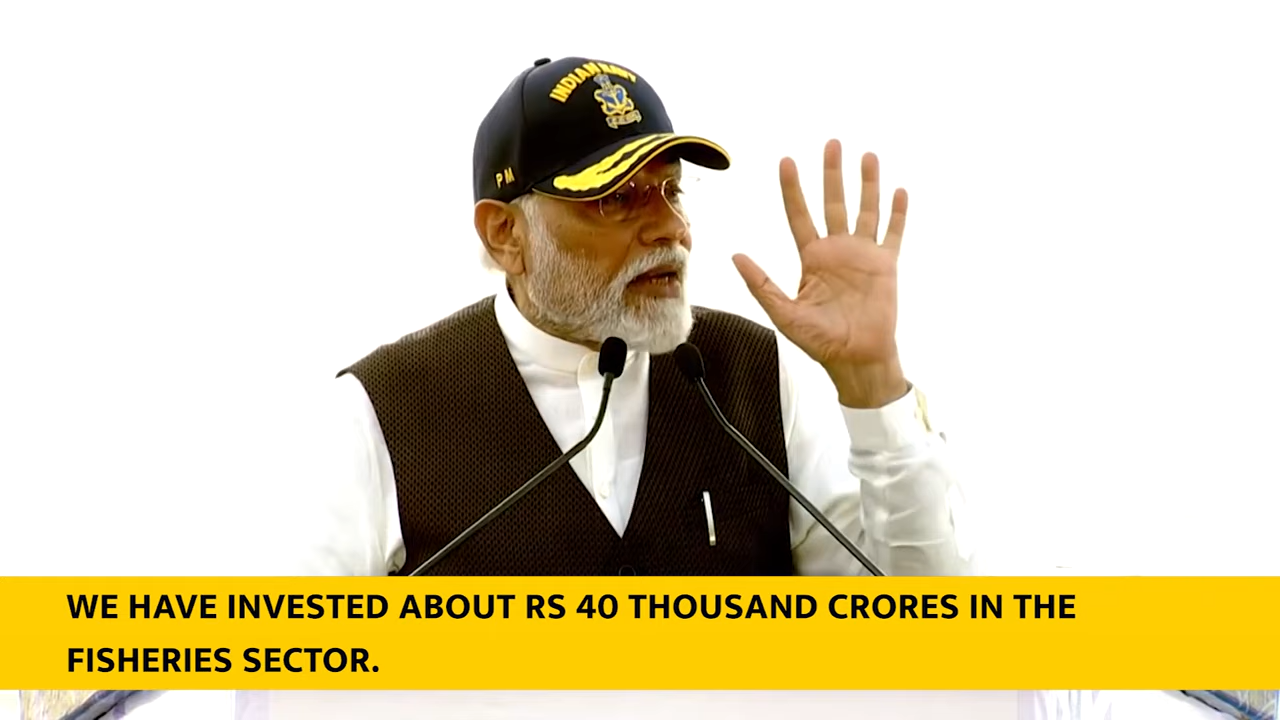 INDIAN NAVY
PM
WE HAVE INVESTED ABOUT RS 40 THOUSAND CRORES IN THE
FISHERIES SECTOR.